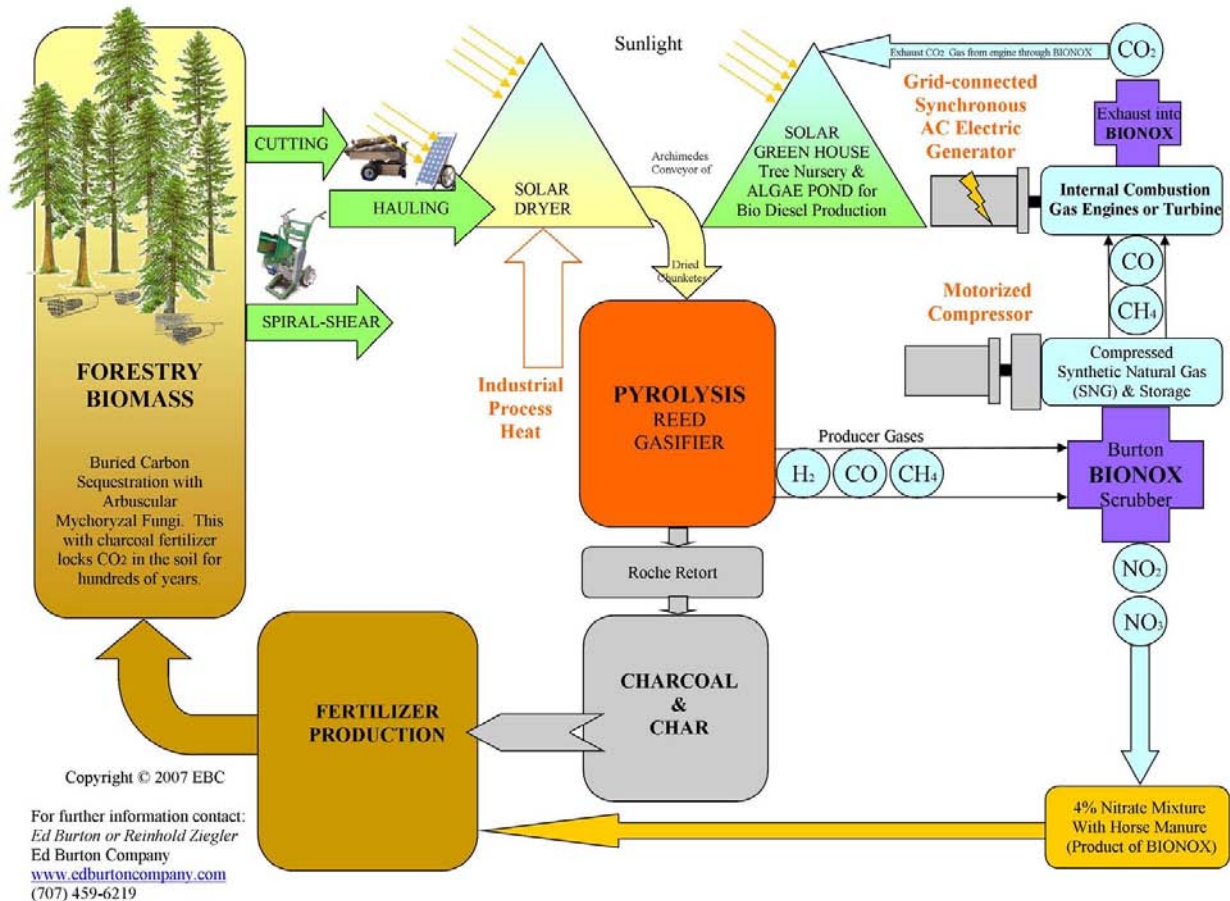 Sunlight
Exhaust CO2 Gas from engine through BIONOX
CO2
Grid-connected
Synchronous
AC Electric
Generator
Exhaust into
BIONOX
CUTTING
HAULING
SPIRAL-SHEAR
SOLAR
DRYER
Archimedes
Conveyor of
Dried
Chunketes
SOLAR
GREEN HOUSE
Tree Nursery &
ALGAE POND for
Bio Diesel Production
Internal Combustion
Gas Engines or Turbine
CO
CH4
Motorized
Compressor
Compressed
Synthetic Natural Gas
(SNG) & Storage
FORESTRY
BIOMASS
Buried Carbon
Sequestration with
Arbuscular
Mychoryzal Fungi. This
with charcoal fertilizer
locks CO2 in the soil for
hundreds of years.
Industrial
Process
Heat
PYROLYSIS
REED
GASIFIER
Producer Gases
H2
CO
CH4
Burton
BIONOX
Scrubber
NO2
NO3
Roche Retort
CHARCOAL
&
CHAR
FERTILIZER
PRODUCTION
4% Nitrate Mixture
With Horse Manure
(Product of BIONOX)
Copyright © 2007 EBC
For further information contact:
Ed Burton or Reinhold Ziegler
Ed Burton Company
www.edburtoncompany.com
(707) 459-6219